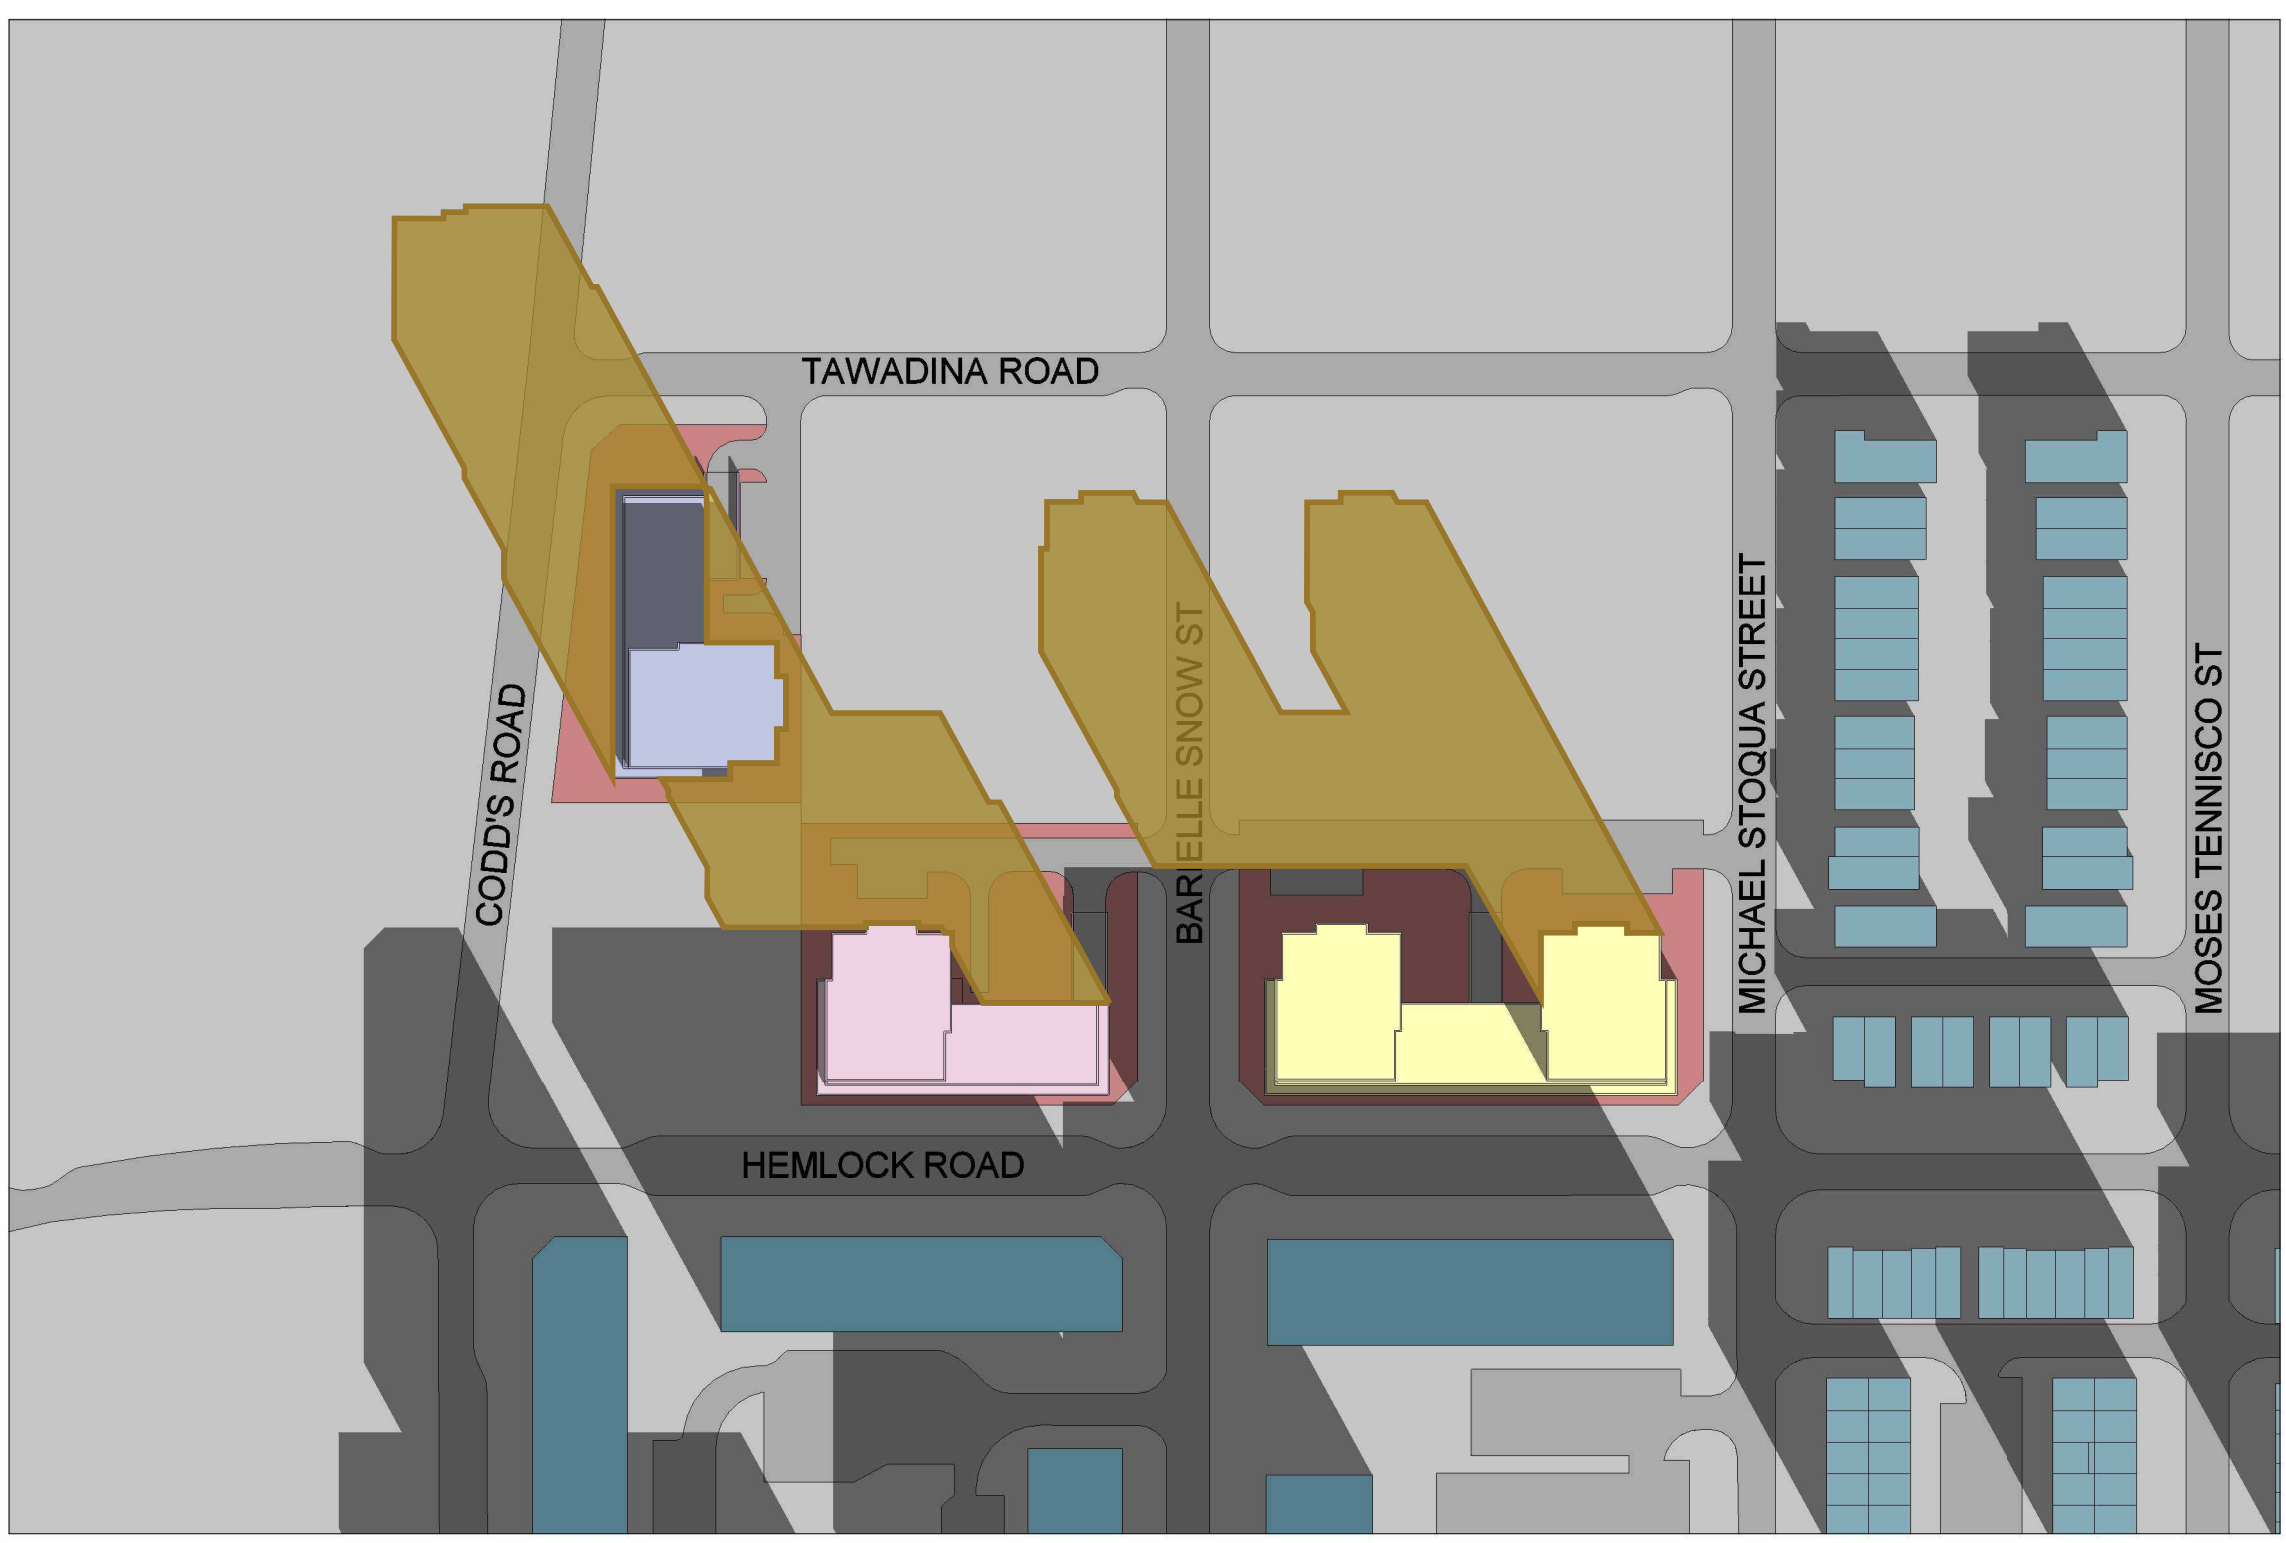 TAWADINA ROAD
CODD'S ROAD
BARIELLE SNOW ST
MICHAEL STOQUA STREET
MOSES TENNISCO ST
HEMLOCK ROAD